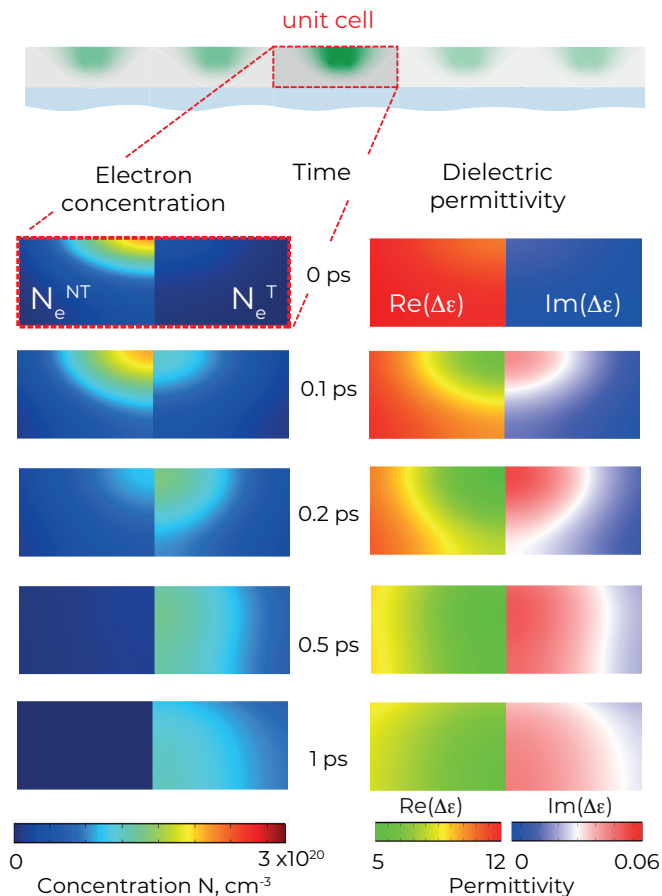 unit cell
Electron
concentration
Time
Dielectric
permittivity
N_e^NT
N_e^T
0 ps
Re(Δε)
Im(Δε)
0.1 ps
0.2 ps
0.5 ps
1 ps
0
3 x10²⁰
Concentration N, cm⁻³
Re(Δε)
Im(Δε)
5
12
0
0.06
Permittivity